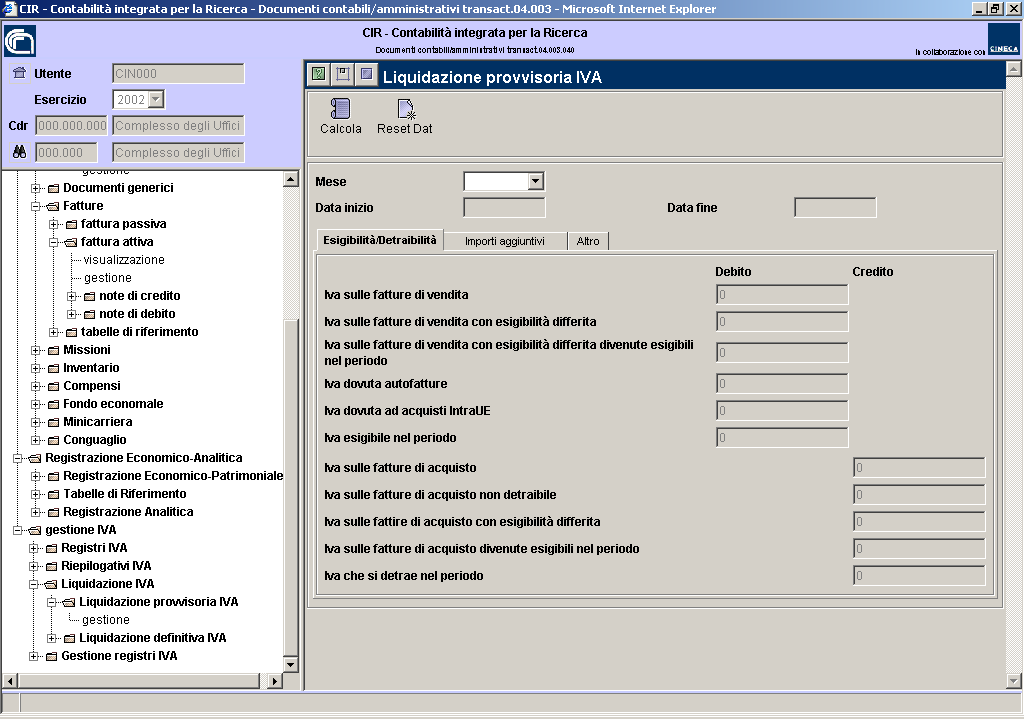 CIR - Contabilità integrata per la Ricerca - Documenti contabili/amministrativi transact.04.003 - Microsoft Internet Explorer
CIR - Contabilità integrata per la Ricerca
Documenti contabili/amministrativi transact.04.003.040
In collaborazione con
CINECA
Utente CIN000
Esercizio 2002
Cdr 000.000.000 Complesso degli Uffici
000.000 Complesso degli Uffici
gestione
Documenti generici
Fatture
fattura passiva
fattura attiva
visualizzazione
gestione
note di credito
note di debito
tabelle di riferimento
Missioni
Inventario
Compensi
Fondo economale
Minicarriera
Conguaglio
Registrazione Economico-Analitica
Registrazione Economico-Patrimoniale
Tabelle di Riferimento
Registrazione Analitica
gestione IVA
Registri IVA
Riepilogativi IVA
Liquidazione IVA
Liquidazione provvisoria IVA
gestione
Liquidazione definitiva IVA
Gestione registri IVA
Liquidazione provvisoria IVA
Calcola Reset Dat
Mese
Data inizio Data fine
Esigibilità/Detraibilità Importi aggiuntivi Altro
Debito Credito
Iva sulle fatture di vendita 0
Iva sulle fatture di vendita con esigibilità differita 0
Iva sulle fatture di vendita con esigibilità differita divenute esigibili
nel periodo 0
Iva dovuta autofatture 0
Iva dovuta ad acquisti IntraUE 0
Iva esigibile nel periodo 0
Iva sulle fatture di acquisto 0
Iva sulle fatture di acquisto non detraibile 0
Iva sulle fattire di acquisto con esigibilità differita 0
Iva sulle fatture di acquisto divenute esigibili nel periodo 0
Iva che si detrae nel periodo 0